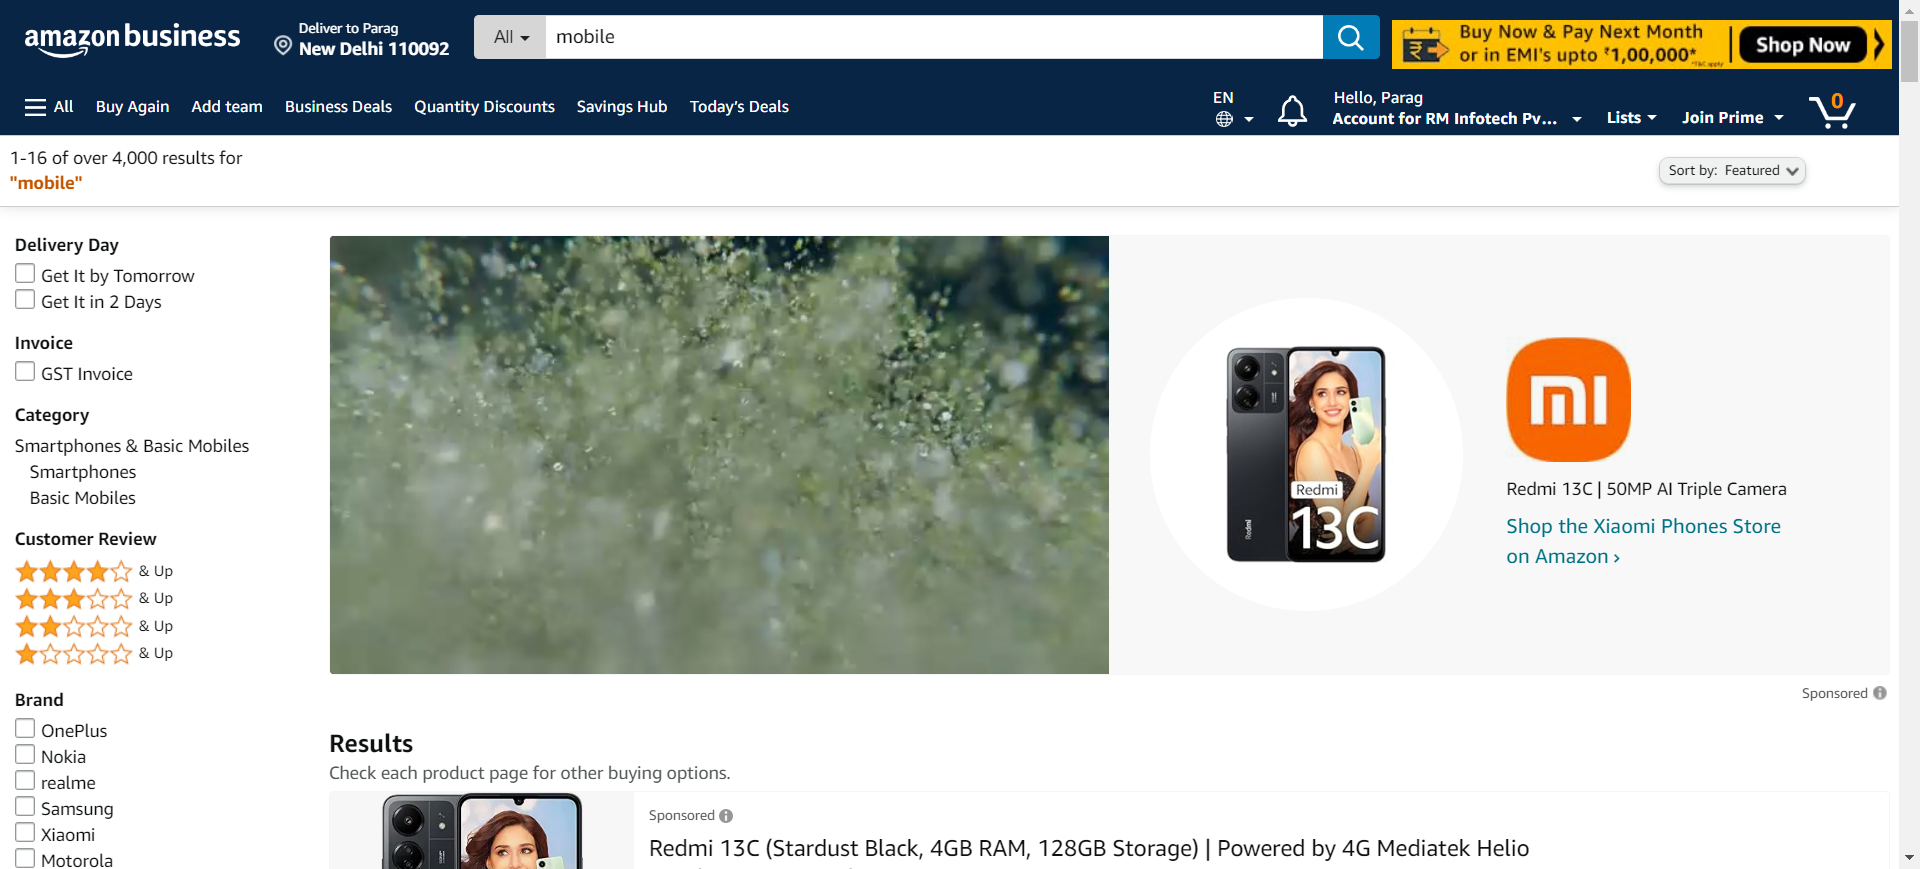 amazon business
Deliver to Parag
New Delhi 110092
All
mobile
Buy Now & Pay Next Month
or in EMI's upto ₹1,00,000*
*T&C apply
Shop Now
All
Buy Again
Add team
Business Deals
Quantity Discounts
Savings Hub
Today's Deals
EN
Hello, Parag
Account for RM Infotech Pv...
Lists
Join Prime
0
1-16 of over 4,000 results for
"mobile"
Sort by: Featured
Delivery Day
Get It by Tomorrow
Get It in 2 Days
Invoice
GST Invoice
Category
Smartphones & Basic Mobiles
Smartphones
Basic Mobiles
Customer Review
& Up
& Up
& Up
& Up
Brand
OnePlus
Nokia
realme
Samsung
Xiaomi
Motorola
Redmi
Redmi
13C
mi
Redmi 13C | 50MP AI Triple Camera
Shop the Xiaomi Phones Store
on Amazon ›
Sponsored
Results
Check each product page for other buying options.
Sponsored
Redmi 13C (Stardust Black, 4GB RAM, 128GB Storage) | Powered by 4G Mediatek Helio